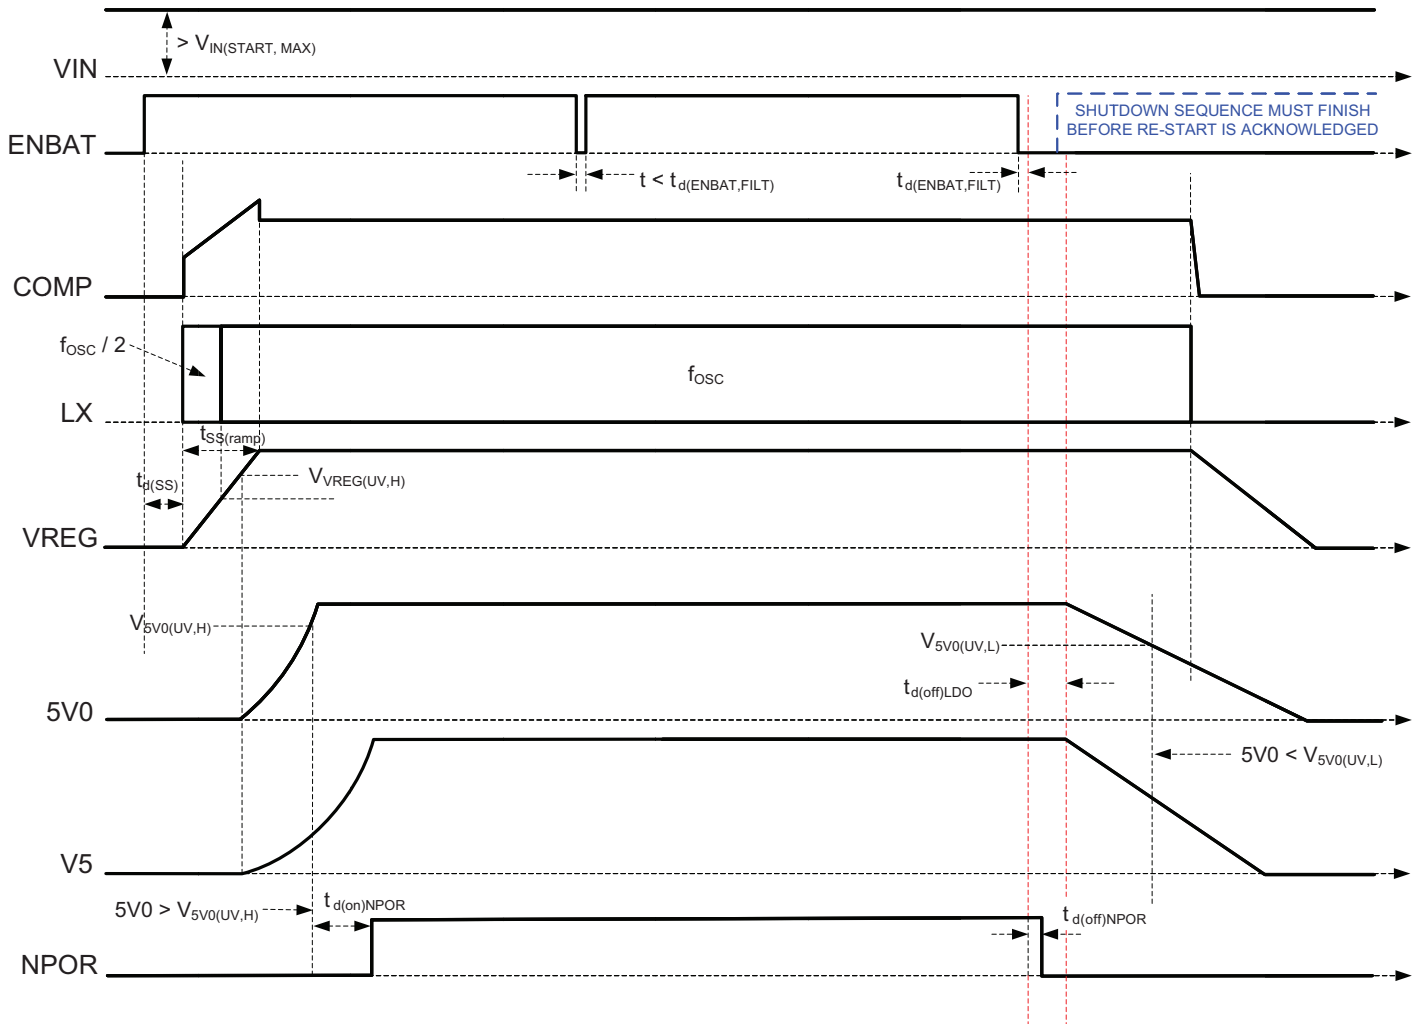 > VIN(START, MAX)
VIN
SHUTDOWN SEQUENCE MUST FINISH
BEFORE RE-START IS ACKNOWLEDGED
ENBAT
t < td(ENBAT,FILT)
td(ENBAT,FILT)
COMP
fOSC / 2
fOSC
LX
tSS(ramp)
td(SS)
VVREG(UV,H)
VREG
V5V0(UV,H)
V5V0(UV,L)
td(off)LDO
5V0
5V0 < V5V0(UV,L)
V5
5V0 > V5V0(UV,H)
td(on)NPOR
td(off)NPOR
NPOR